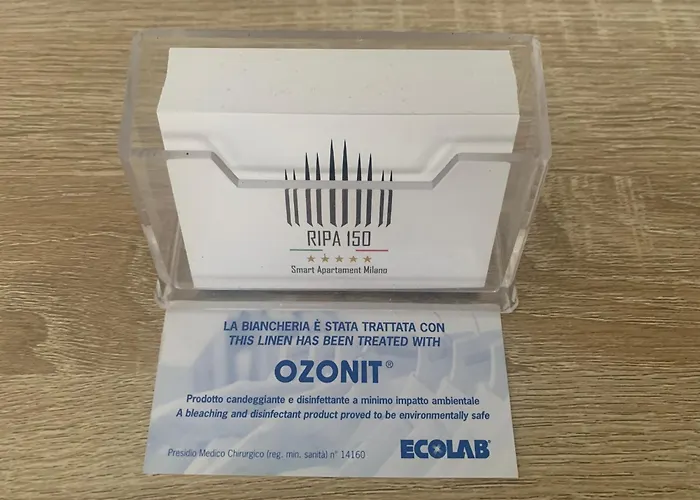 RIPA 150
Smart Apartament Milano
LA BIANCHERIA È STATA TRATTATA CON
THIS LINEN HAS BEEN TREATED WITH
OZONIT®
Prodotto candeggiante e disinfettante a minimo impatto ambientale
A bleaching and disinfectant product proved to be environmentally safe
Presidio Medico Chirurgico (reg. min. sanità) n° 14160
ECOLAB®